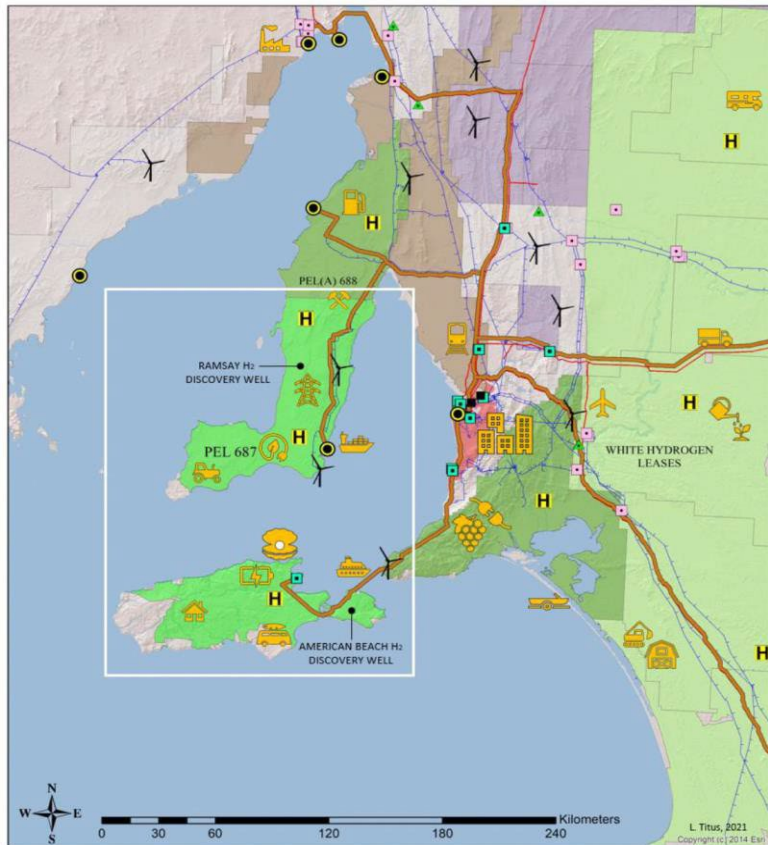 H
H
PEL(A) 688
H
RAMSAY H₂
DISCOVERY WELL
H
PEL 687
H
WHITE HYDROGEN
LEASES
H
H
AMERICAN BEACH H₂
DISCOVERY WELL
H
N
W E
S
Kilometers
0 60 120 180 240
L. Titus, 2021
Copyright (c) 2014 Esri